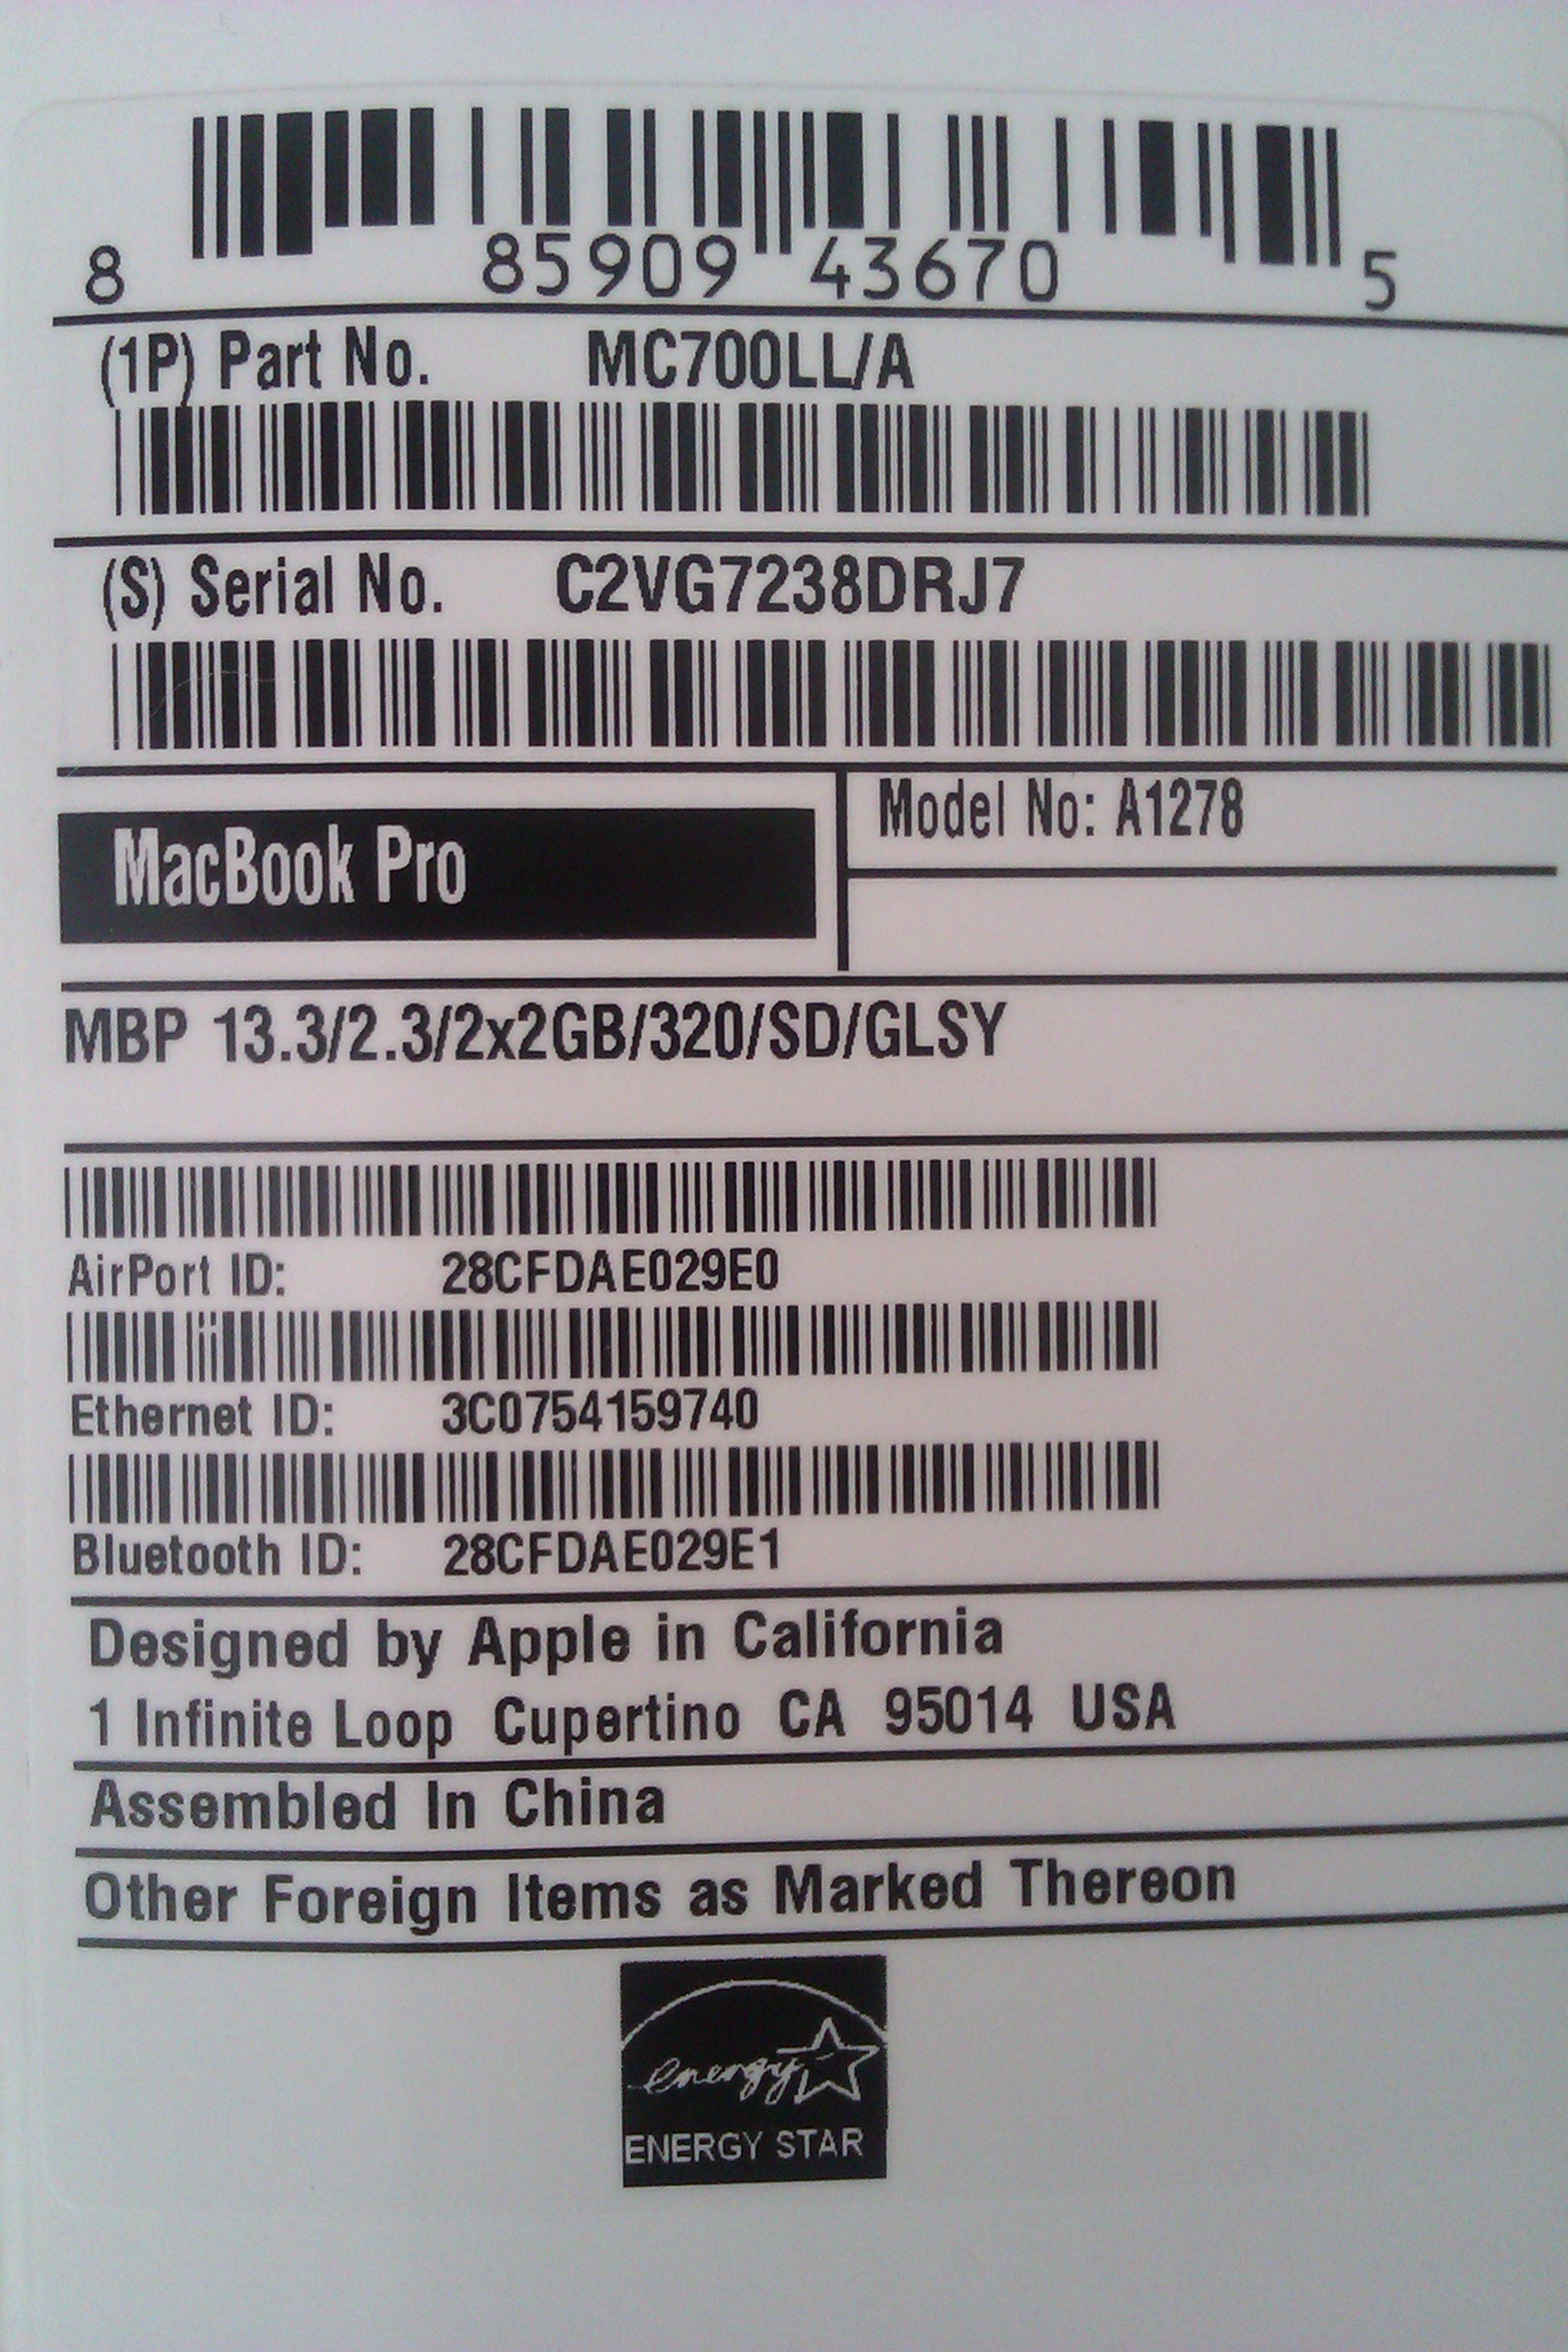 8 85909 43670 5
(1P) Part No. MC700LL/A
(S) Serial No. C2VG7238DRJ7
MacBook Pro
Model No: A1278
MBP 13.3/2.3/2x2GB/320/SD/GLSY
AirPort ID: 28CFDAE029E0
Ethernet ID: 3C0754159740
Bluetooth ID: 28CFDAE029E1
Designed by Apple in California
1 Infinite Loop Cupertino CA 95014 USA
Assembled In China
Other Foreign Items as Marked Thereon
energy
ENERGY STAR